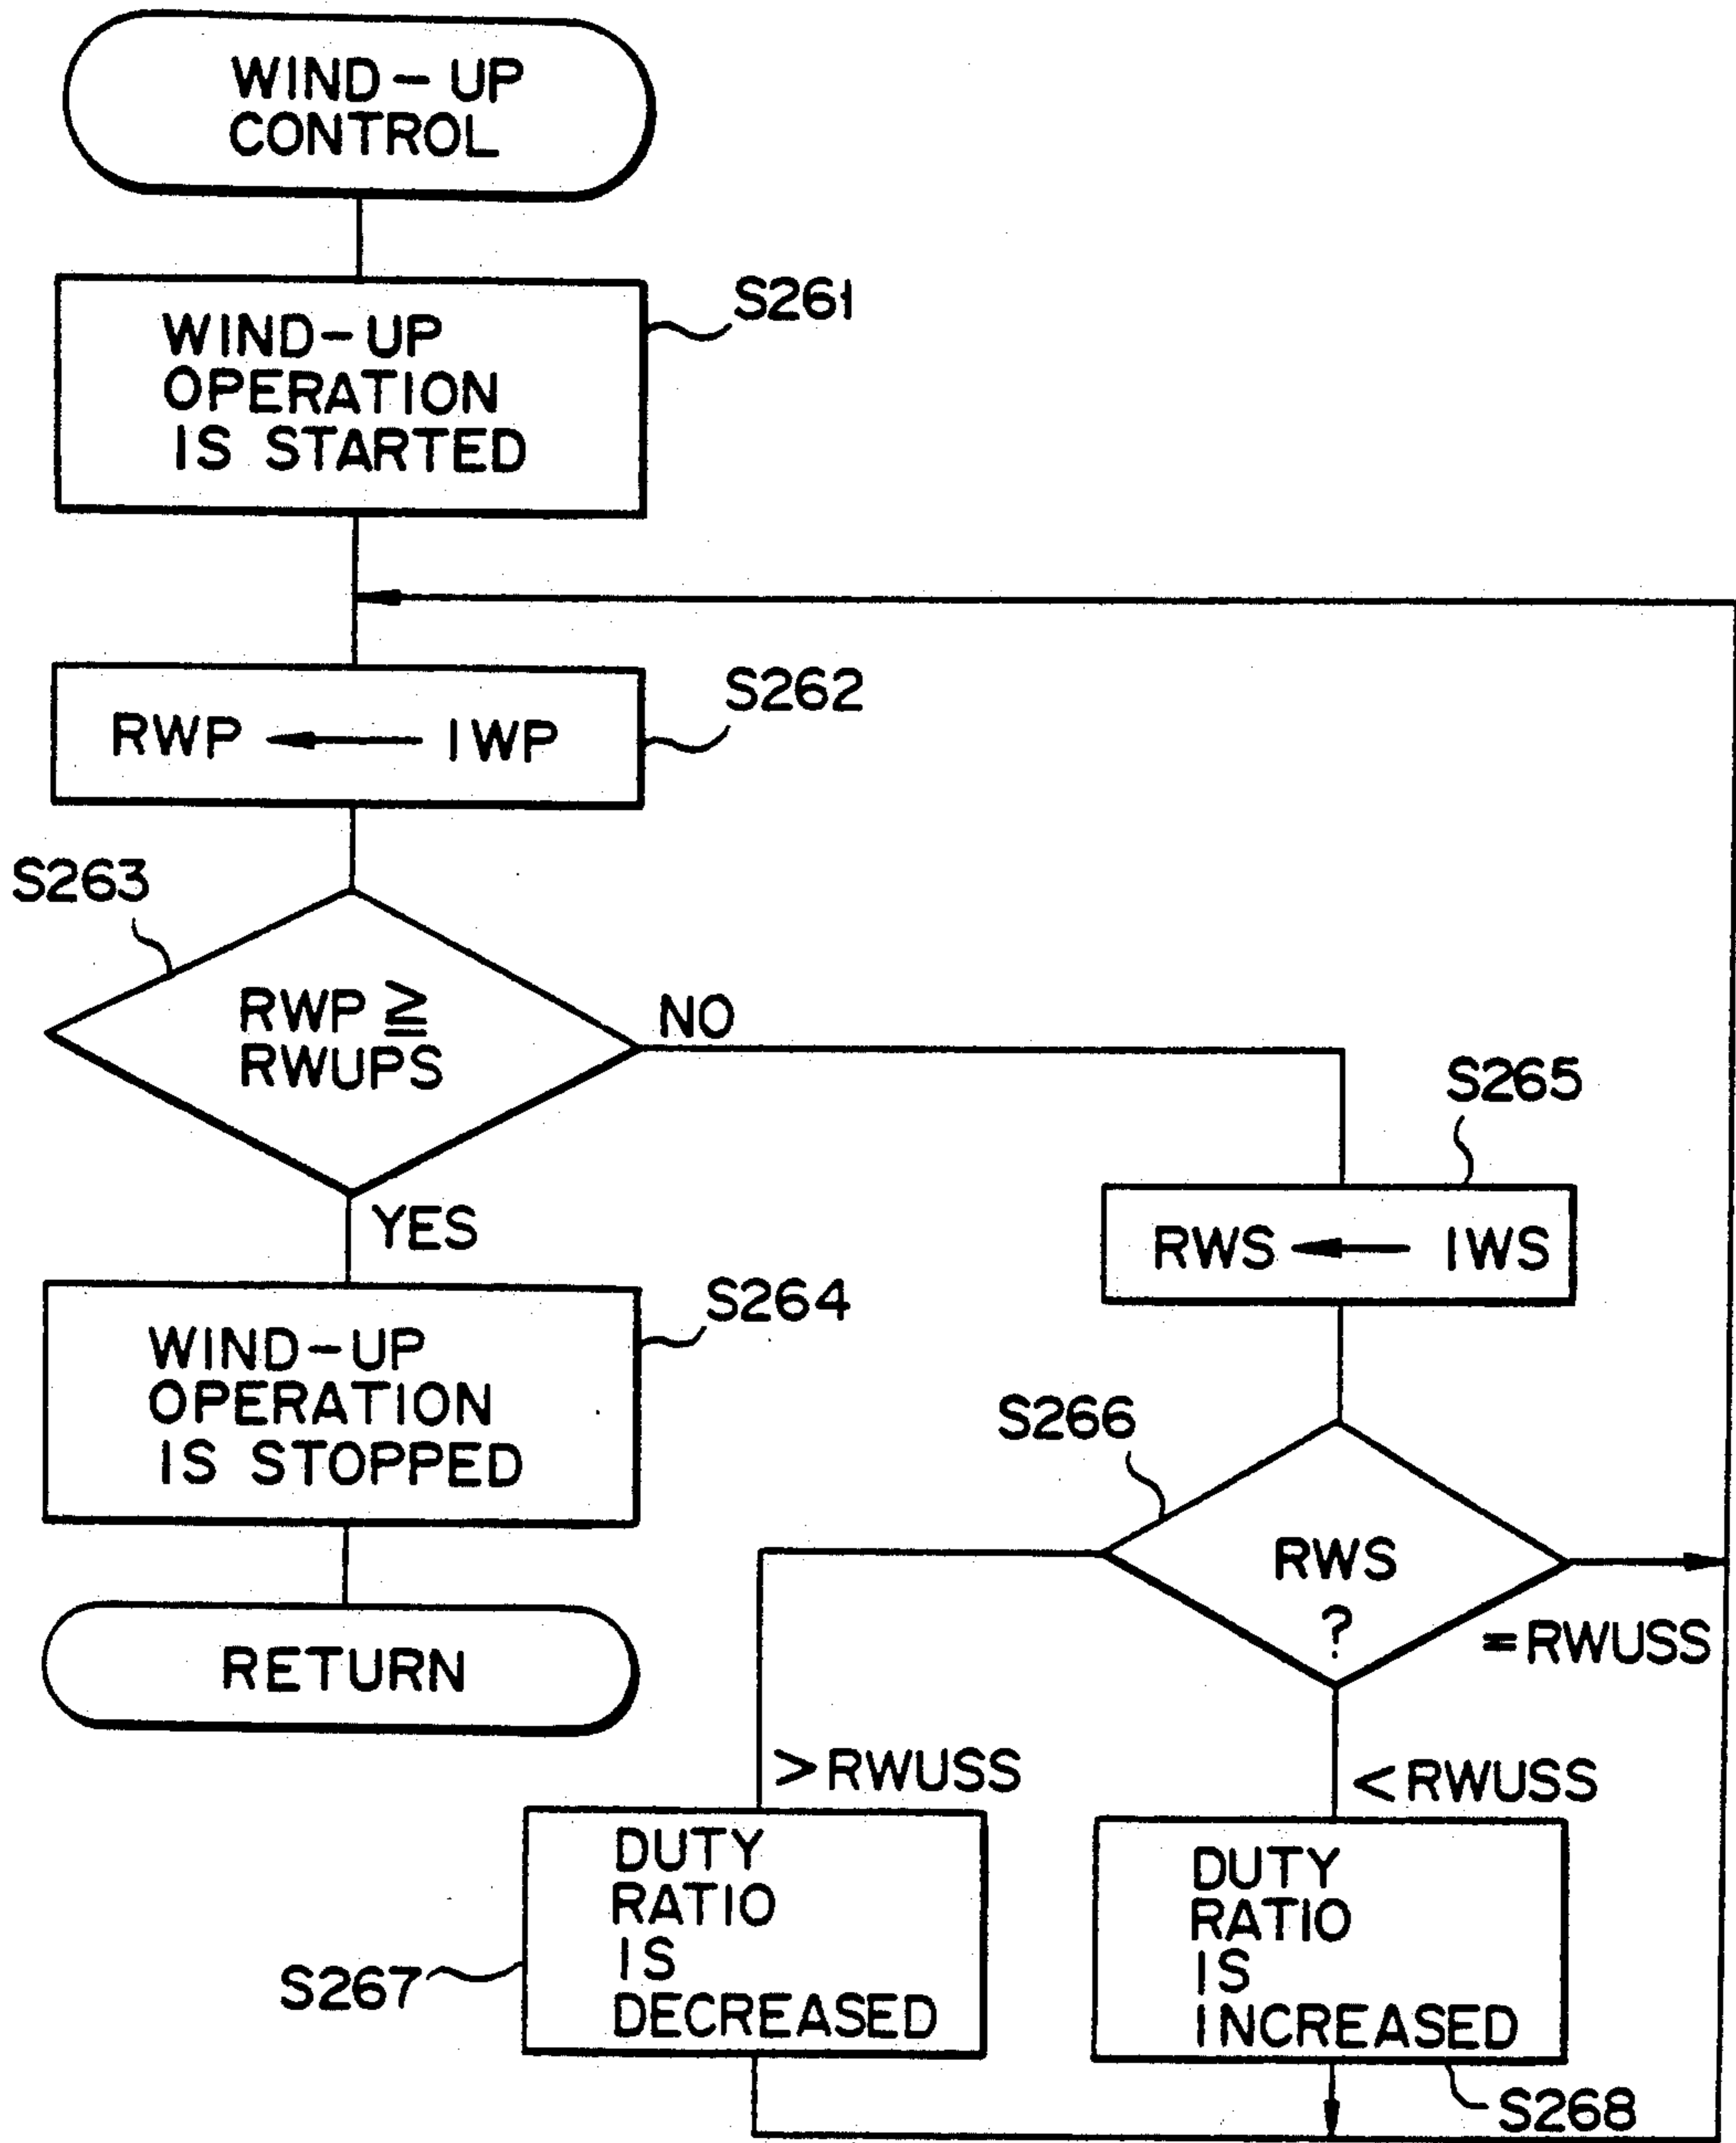 WIND-UP
CONTROL
S261
WIND-UP
OPERATION
IS STARTED
S262
RWP ← IWP
S263
RWP ≧
RWUPS
NO
YES
S265
RWS ← IWS
S264
WIND-UP
OPERATION
IS STOPPED
S266
RWS
?
=RWUSS
RETURN
>RWUSS
<RWUSS
DUTY
RATIO
IS
DECREASED
S267
DUTY
RATIO
IS
INCREASED
S268